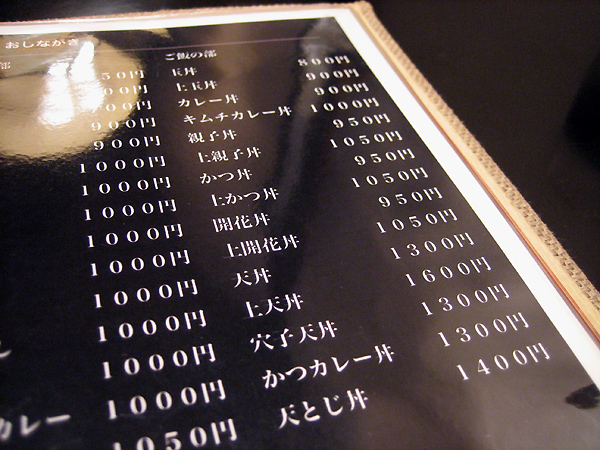 おしながき
部
50円
00円
00円
900円
900円
1000円
1000円
1000円
1000円
1000円
1000円
1000円
1000円
カレー 1000円
1050円
ご飯の部
玉丼 800円
上玉丼 900円
カレー丼 900円
キムチカレー丼 1000円
親子丼 950円
上親子丼 1050円
かつ丼 950円
上かつ丼 1050円
開花丼 950円
上開花丼 1050円
天丼 1300円
上天丼 1600円
穴子天丼 1300円
かつカレー丼 1300円
天とじ丼 1400円